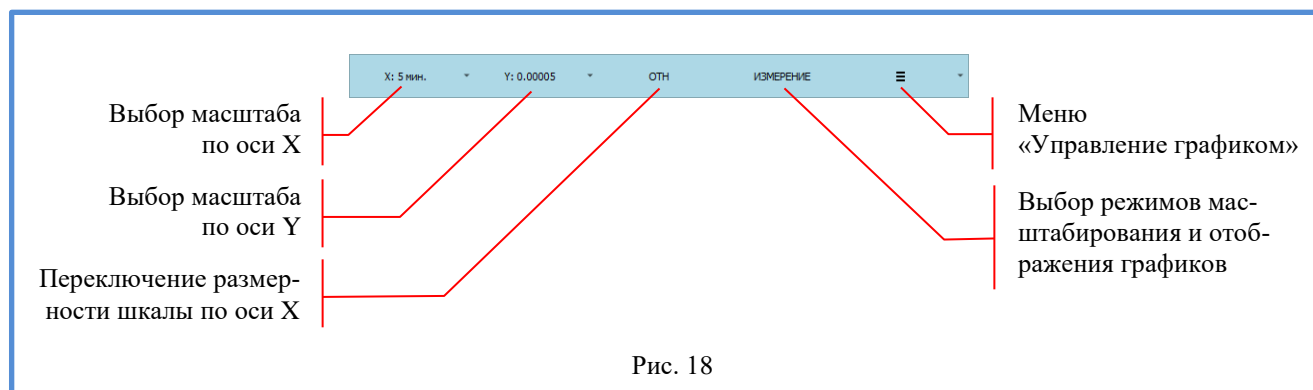 X: 5 мин. Y: 0.00005 ОТН ИЗМЕРЕНИЕ
Выбор масштаба
по оси X
Выбор масштаба
по оси Y
Переключение размер-
ности шкалы по оси X
Меню
«Управление графиком»
Выбор режимов мас-
штабирования и отоб-
ражения графиков
Рис. 18